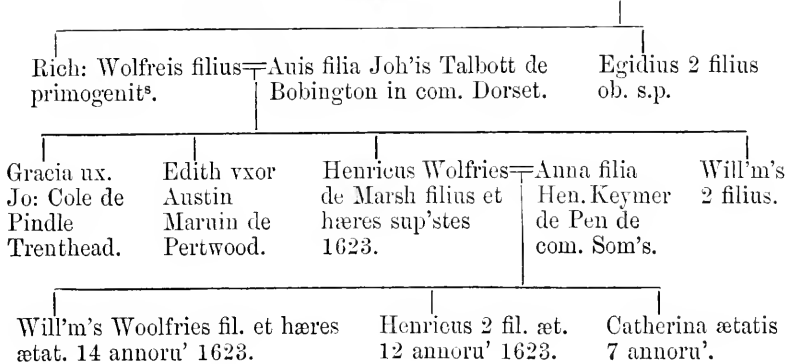 Rich: Wolfreis filius
primogenitˢ.
Auis filia Joh'is Talbott de
Bobington in com. Dorset.
Egidius 2 filius
ob. s.p.
Gracia ux.
Jo: Cole de
Pindle
Trenthead.
Edith vxor
Austin
Maruin de
Pertwood.
Henricus Wolfries
de Marsh filius et
hæres sup'stes
1623.
Anna filia
Hen. Keymer
de Pen de
com. Som's.
Will'm's
2 filius.
Will'm's Woolfries fil. et hæres
ætat. 14 annoru' 1623.
Henricus 2 fil. æt.
12 annoru' 1623.
Catherina ætatis
7 annoru'.